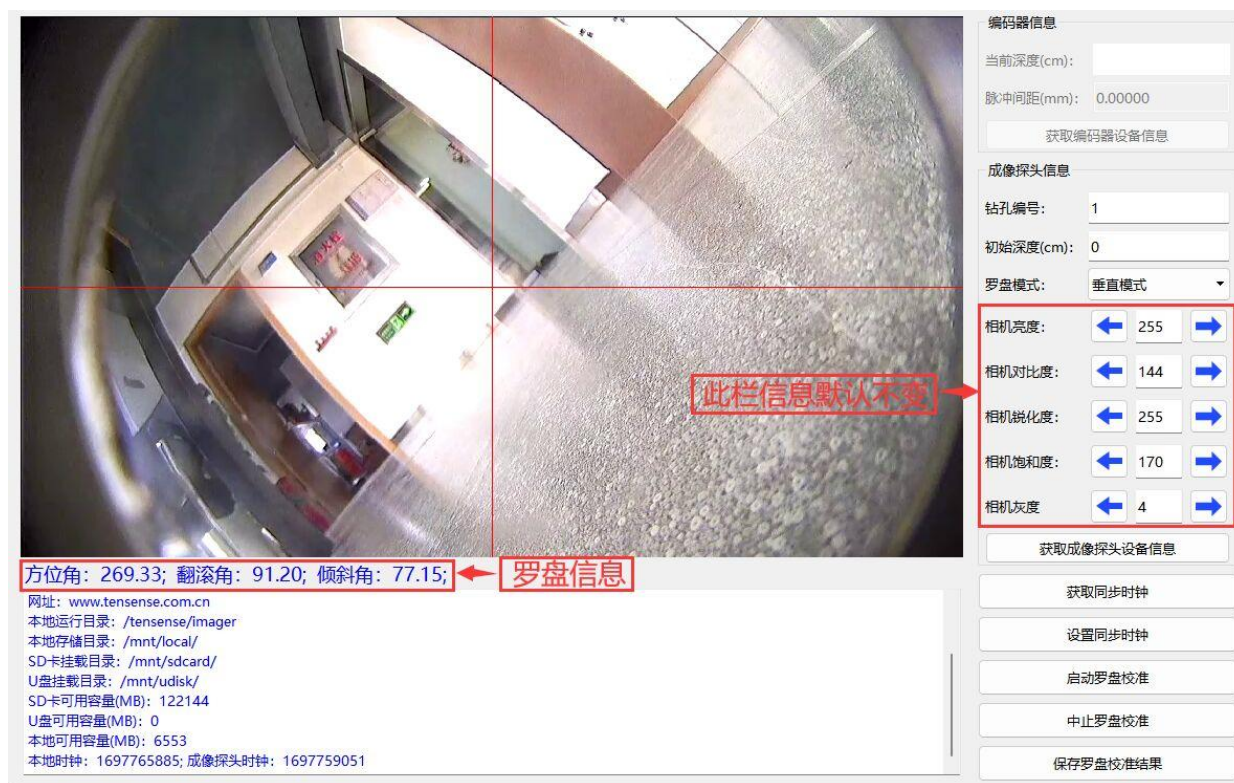 编码器信息
当前深度(cm):
脉冲间距(mm): 0.00000
获取编码器设备信息
成像探头信息
钻孔编号: 1
初始深度(cm): 0
罗盘模式: 垂直模式
相机亮度: 255
相机对比度: 144
相机锐化度: 255
相机饱和度: 170
相机灰度 4
此栏信息默认不变
获取成像探头设备信息
获取同步时钟
设置同步时钟
启动罗盘校准
中止罗盘校准
保存罗盘校准结果
方位角: 269.33; 翻滚角: 91.20; 倾斜角: 77.15;
罗盘信息
网址: www.tensense.com.cn
本地运行目录: /tensense/imager
本地存储目录: /mnt/local/
SD卡挂载目录: /mnt/sdcard/
U盘挂载目录: /mnt/udisk/
SD卡可用容量(MB): 122144
U盘可用容量(MB): 0
本地可用容量(MB): 6553
本地时钟: 1697765885; 成像探头时钟: 1697759051